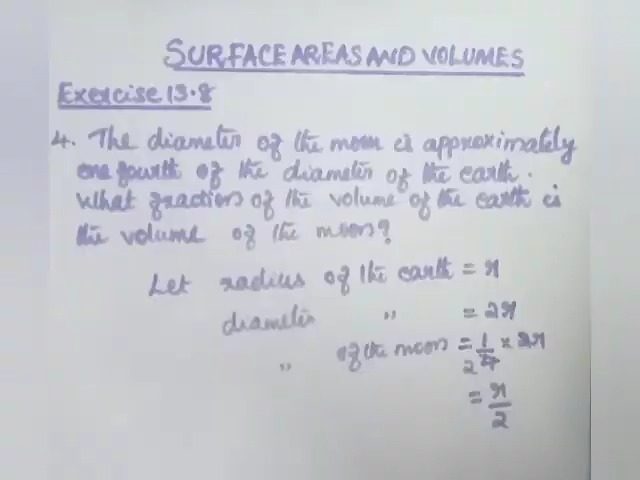 SURFACE AREAS AND VOLUMES
Exercise 13.8
4. The diameter of the moon is approximately
one fourth of the diameter of the earth.
What fraction of the volume of the earth is
the volume of the moon?
Let radius of the earth = r
diameter " = 2r
" of the moon = 1/4 × 2r
2
= r/2